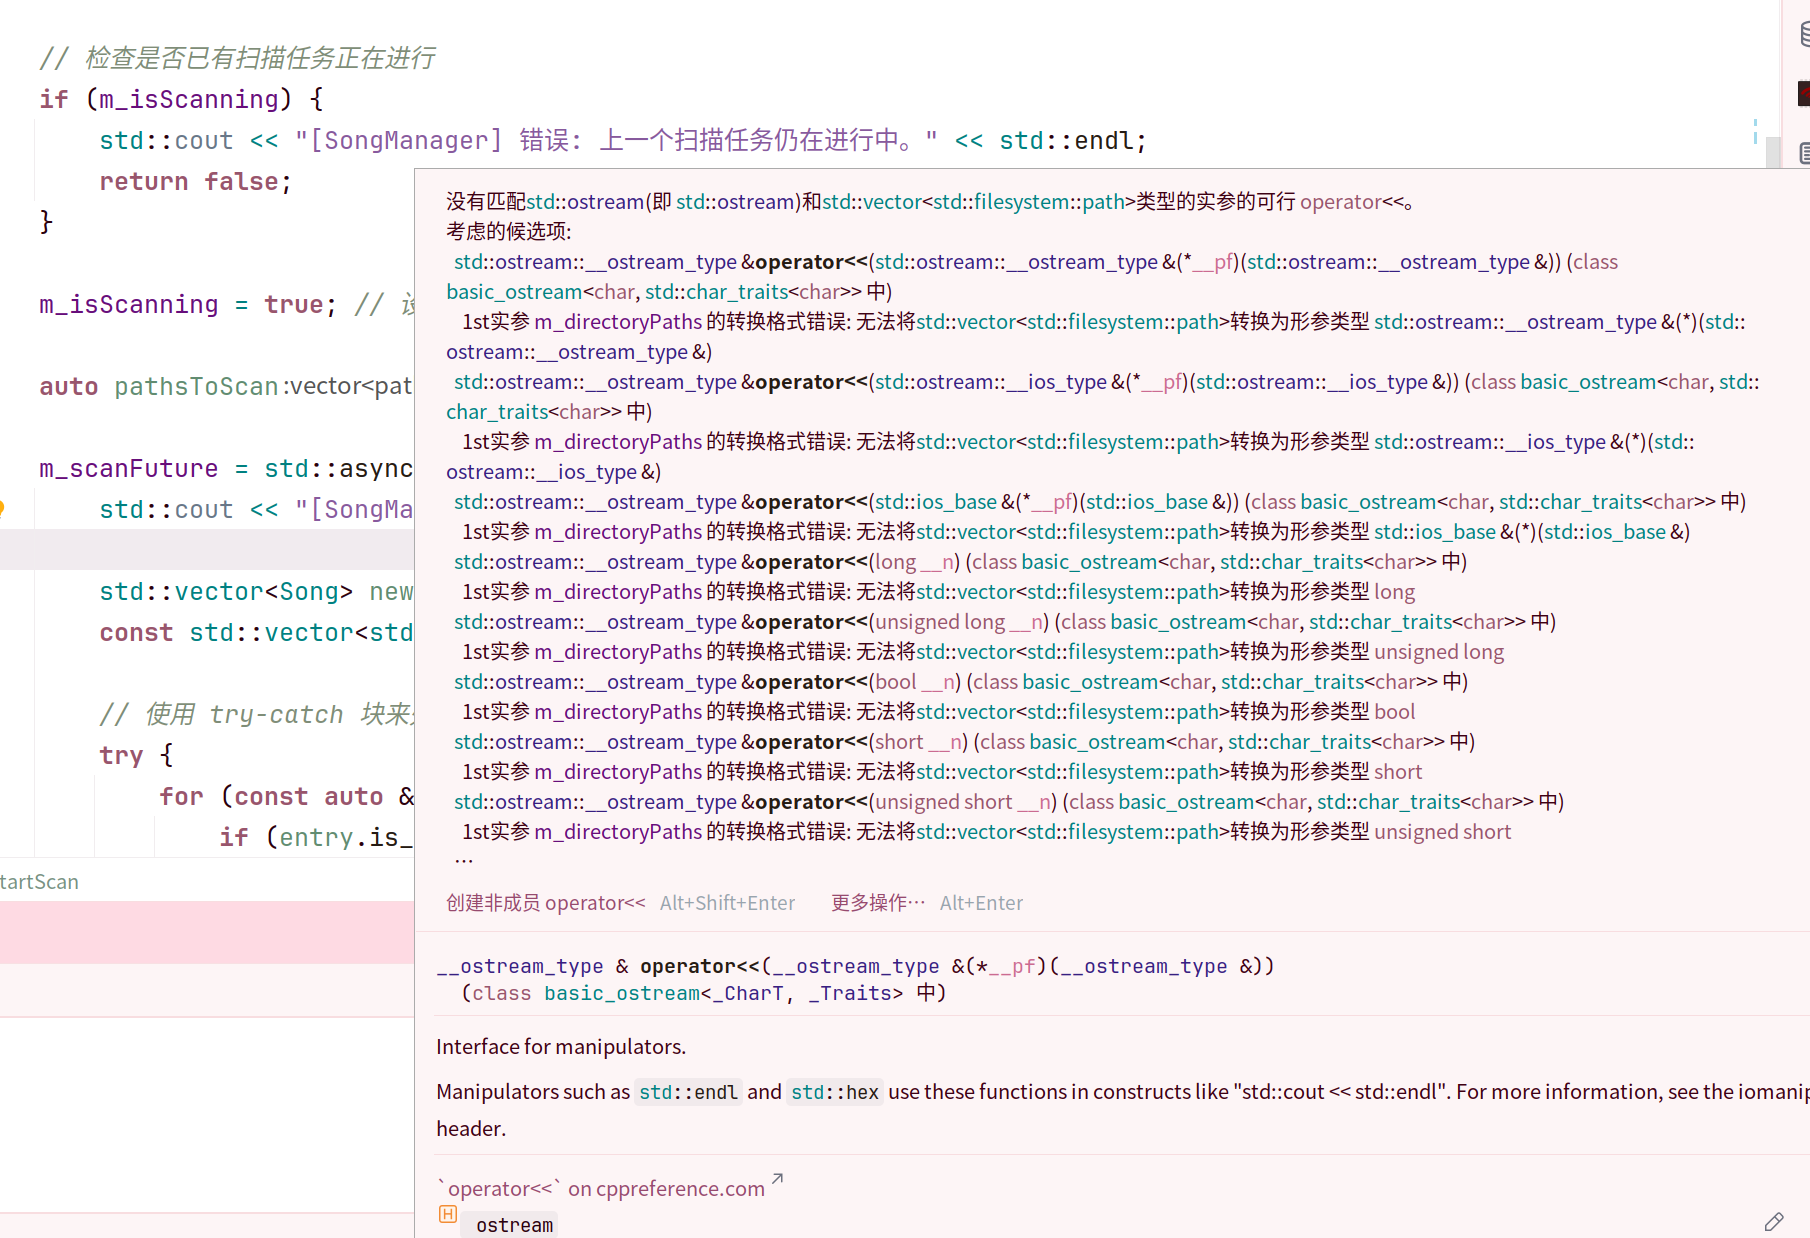 // 检查是否已有扫描任务正在进行
if (m_isScanning) {
std::cout << "[SongManager] 错误: 上一个扫描任务仍在进行中。" << std::endl;
return false;
}
m_isScanning = true; // 
auto pathsToScan :vector<pat
m_scanFuture = std::async
std::cout << "[SongMa
std::vector<Song> new
const std::vector<std
// 使用 try-catch 块来
try {
for (const auto &
if (entry.is_
tartScan
没有匹配std::ostream(即 std::ostream)和std::vector<std::filesystem::path>类型的实参的可行 operator<<。
考虑的候选项:
std::ostream::__ostream_type &operator<<(std::ostream::__ostream_type &(*__pf)(std::ostream::__ostream_type &)) (class
basic_ostream<char, std::char_traits<char>> 中)
1st实参 m_directoryPaths 的转换格式错误: 无法将std::vector<std::filesystem::path>转换为形参类型 std::ostream::__ostream_type &(*)(std::
ostream::__ostream_type &)
std::ostream::__ostream_type &operator<<(std::ostream::__ios_type &(*__pf)(std::ostream::__ios_type &)) (class basic_ostream<char, std::
char_traits<char>> 中)
1st实参 m_directoryPaths 的转换格式错误: 无法将std::vector<std::filesystem::path>转换为形参类型 std::ostream::__ios_type &(*)(std::
ostream::__ios_type &)
std::ostream::__ostream_type &operator<<(std::ios_base &(*__pf)(std::ios_base &)) (class basic_ostream<char, std::char_traits<char>> 中)
1st实参 m_directoryPaths 的转换格式错误: 无法将std::vector<std::filesystem::path>转换为形参类型 std::ios_base &(*)(std::ios_base &)
std::ostream::__ostream_type &operator<<(long __n) (class basic_ostream<char, std::char_traits<char>> 中)
1st实参 m_directoryPaths 的转换格式错误: 无法将std::vector<std::filesystem::path>转换为形参类型 long
std::ostream::__ostream_type &operator<<(unsigned long __n) (class basic_ostream<char, std::char_traits<char>> 中)
1st实参 m_directoryPaths 的转换格式错误: 无法将std::vector<std::filesystem::path>转换为形参类型 unsigned long
std::ostream::__ostream_type &operator<<(bool __n) (class basic_ostream<char, std::char_traits<char>> 中)
1st实参 m_directoryPaths 的转换格式错误: 无法将std::vector<std::filesystem::path>转换为形参类型 bool
std::ostream::__ostream_type &operator<<(short __n) (class basic_ostream<char, std::char_traits<char>> 中)
1st实参 m_directoryPaths 的转换格式错误: 无法将std::vector<std::filesystem::path>转换为形参类型 short
std::ostream::__ostream_type &operator<<(unsigned short __n) (class basic_ostream<char, std::char_traits<char>> 中)
1st实参 m_directoryPaths 的转换格式错误: 无法将std::vector<std::filesystem::path>转换为形参类型 unsigned short
…
创建非成员 operator<< Alt+Shift+Enter 更多操作… Alt+Enter
__ostream_type & operator<<(__ostream_type &(*__pf)(__ostream_type &))
(class basic_ostream<_CharT, _Traits> 中)
Interface for manipulators.
Manipulators such as std::endl and std::hex use these functions in constructs like "std::cout << std::endl". For more information, see the iomanip
header.
`operator<<` on cppreference.com
H ostream